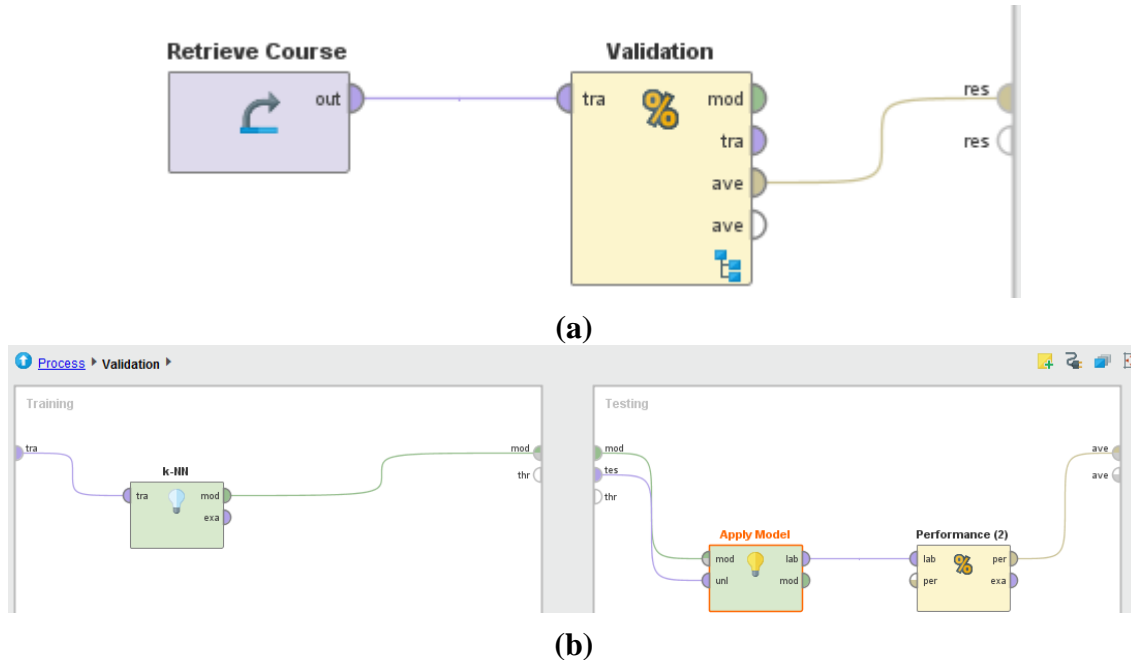 Retrieve Course
Validation
out
tra
mod
tra
ave
ave
res
res
(a)
Process Validation
Training
tra
k-NN
tra
mod
exa
mod
thr
Testing
mod
tes
thr
Apply Model
mod
unl
lab
mod
Performance (2)
lab
per
per
exa
ave
ave
(b)